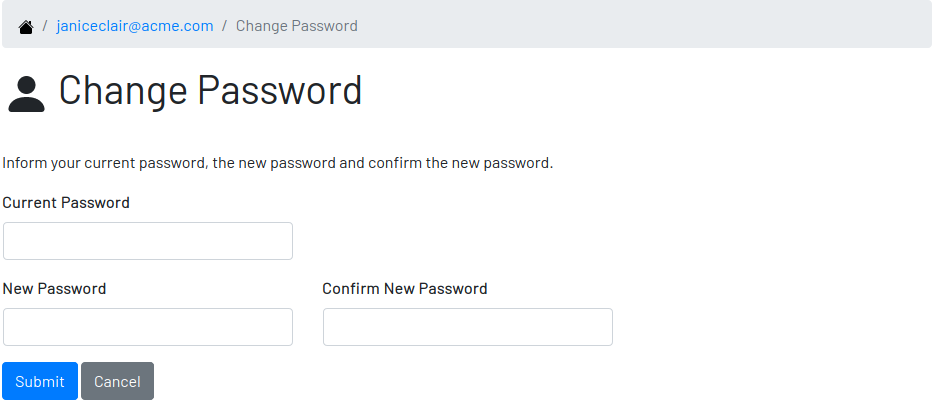 / janiceclair@acme.com / Change Password
Change Password
Inform your current password, the new password and confirm the new password.
Current Password
New Password Confirm New Password
Submit Cancel